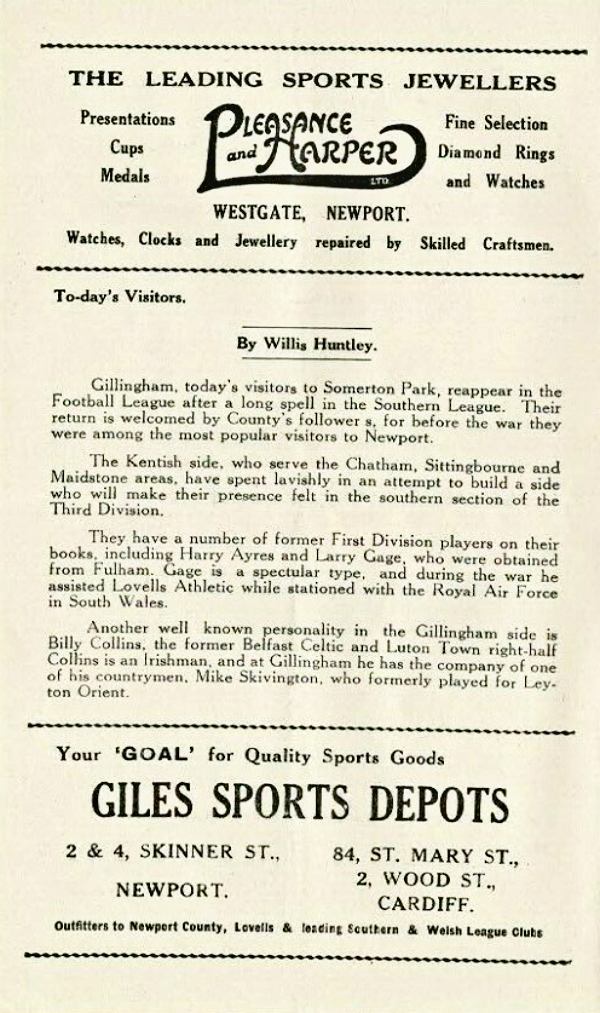 THE LEADING SPORTS JEWELLERS
Presentations
Cups
Medals
PLEASANCE
and HARPER
LTD.
Fine Selection
Diamond Rings
and Watches
WESTGATE, NEWPORT.
Watches, Clocks and Jewellery repaired by Skilled Craftsmen.
To-day's Visitors.
By Willis Huntley.
Gillingham, today's visitors to Somerton Park, reappear in the
Football League after a long spell in the Southern League. Their
return is welcomed by County's follower s, for before the war they
were among the most popular visitors to Newport.
The Kentish side, who serve the Chatham, Sittingbourne and
Maidstone areas, have spent lavishly in an attempt to build a side
who will make their presence felt in the southern section of the
Third Division.
They have a number of former First Division players on their
books, including Harry Ayres and Larry Gage, who were obtained
from Fulham. Gage is a spectular type, and during the war he
assisted Lovells Athletic while stationed with the Royal Air Force
in South Wales.
Another well known personality in the Gillingham side is
Billy Collins, the former Belfast Celtic and Luton Town right-half
Collins is an Irishman, and at Gillingham he has the company of one
of his countrymen, Mike Skivington, who formerly played for Ley-
ton Orient.
Your 'GOAL' for Quality Sports Goods
GILES SPORTS DEPOTS
2 & 4, SKINNER ST.,
NEWPORT.
84, ST. MARY ST.,
2, WOOD ST.,
CARDIFF.
Outfitters to Newport County, Lovells & leading Southern & Welsh League Clubs